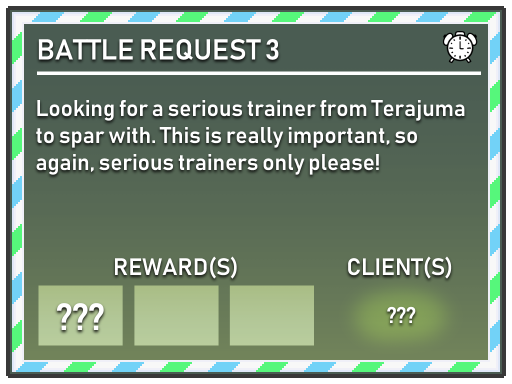 BATTLE REQUEST 3
Looking for a serious trainer from Terajuma
to spar with. This is really important, so
again, serious trainers only please!
REWARD(S)
CLIENT(S)
???
???